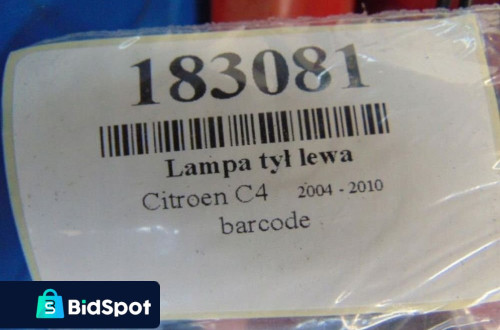 183081
Lampa tył lewa
Citroen C4 2004 - 2010
barcode
BidSpot